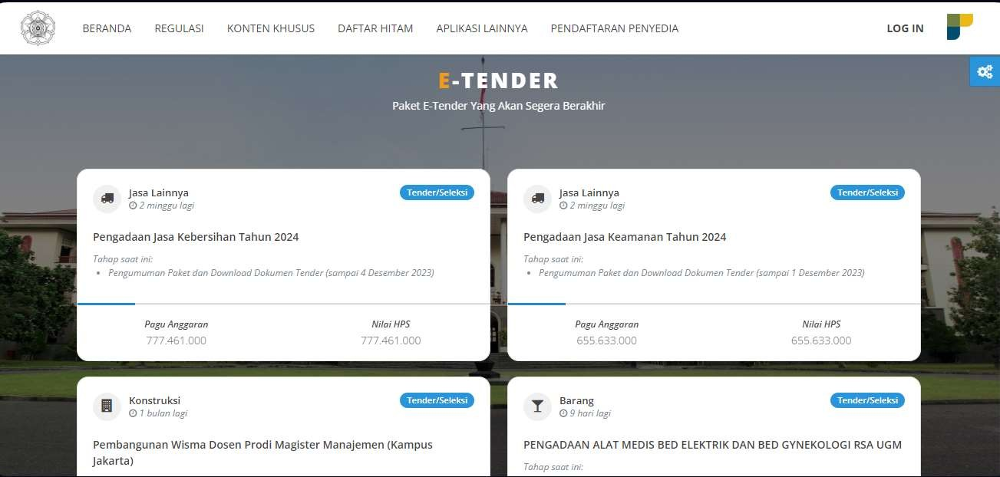 BERANDA REGULASI KONTEN KHUSUS DAFTAR HITAM APLIKASI LAINNYA PENDAFTARAN PENYEDIA LOG IN
E-TENDER
Paket E-Tender Yang Akan Segera Berakhir
Jasa Lainnya
Tender/Seleksi
2 minggu lagi
Pengadaan Jasa Kebersihan Tahun 2024
Tahap saat ini:
Pengumuman Paket dan Download Dokumen Tender (sampai 4 Desember 2023)
Pagu Anggaran Nilai HPS
777.461.000 777.461.000
Jasa Lainnya
Tender/Seleksi
2 minggu lagi
Pengadaan Jasa Keamanan Tahun 2024
Tahap saat ini:
Pengumuman Paket dan Download Dokumen Tender (sampai 1 Desember 2023)
Pagu Anggaran Nilai HPS
655.633.000 655.633.000
Konstruksi
Tender/Seleksi
1 bulan lagi
Pembangunan Wisma Dosen Prodi Magister Manajemen (Kampus
Jakarta)
Barang
Tender/Seleksi
9 hari lagi
PENGADAAN ALAT MEDIS BED ELEKTRIK DAN BED GYNEKOLOGI RSA UGM
Tahap saat ini: